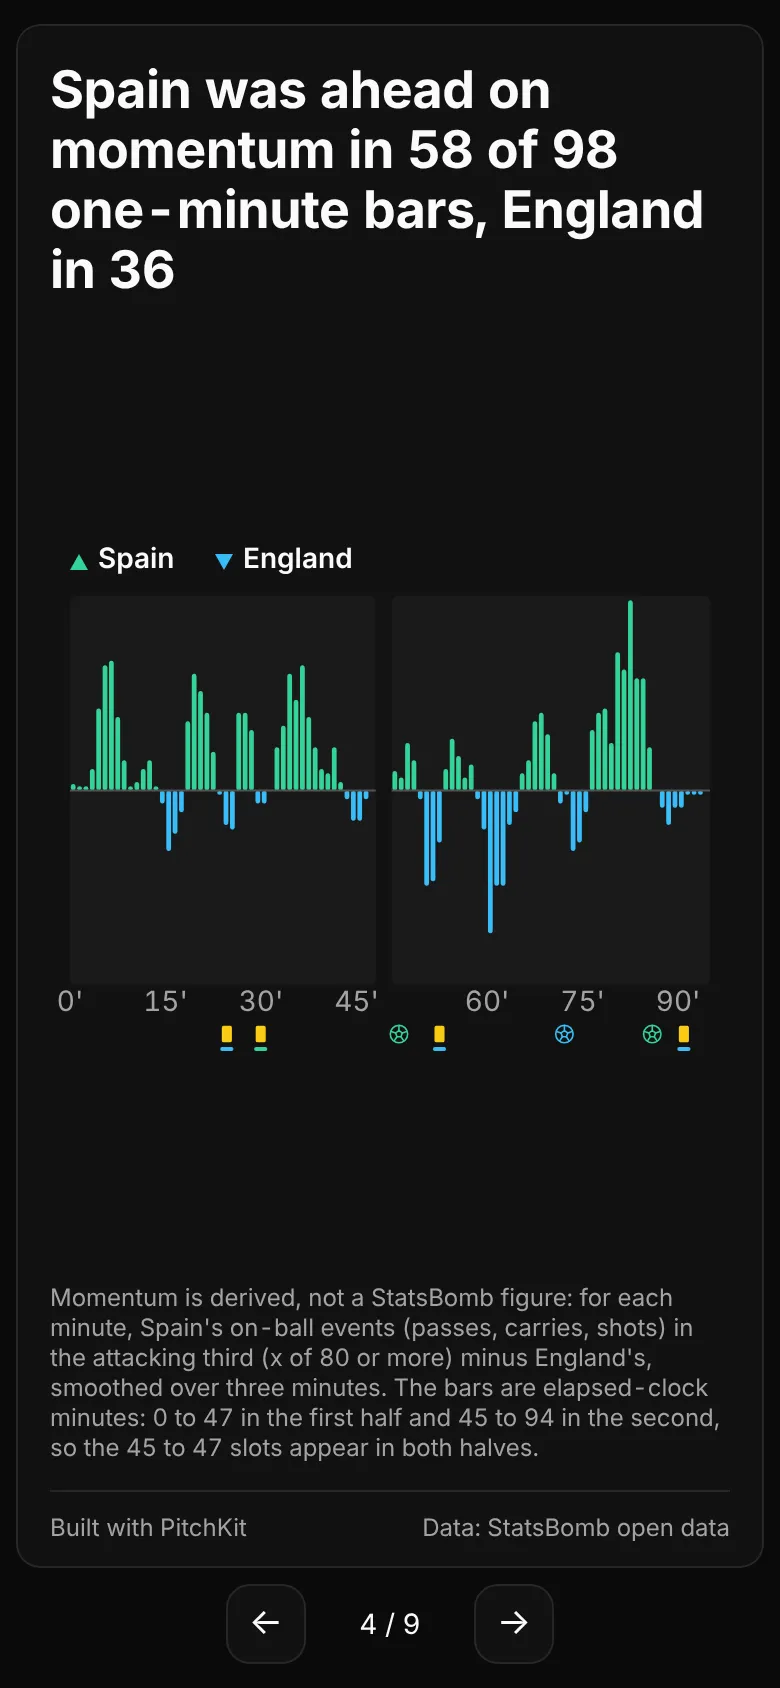 Spain was ahead on
momentum in 58 of 98
one-minute bars, England
in 36
Spain England
0' 15' 30' 45' 60' 75' 90'
Momentum is derived, not a StatsBomb figure: for each
minute, Spain's on-ball events (passes, carries, shots) in
the attacking third (x of 80 or more) minus England's,
smoothed over three minutes. The bars are elapsed-clock
minutes: 0 to 47 in the first half and 45 to 94 in the second,
so the 45 to 47 slots appear in both halves.
Built with PitchKit Data: StatsBomb open data
← 4 / 9 →